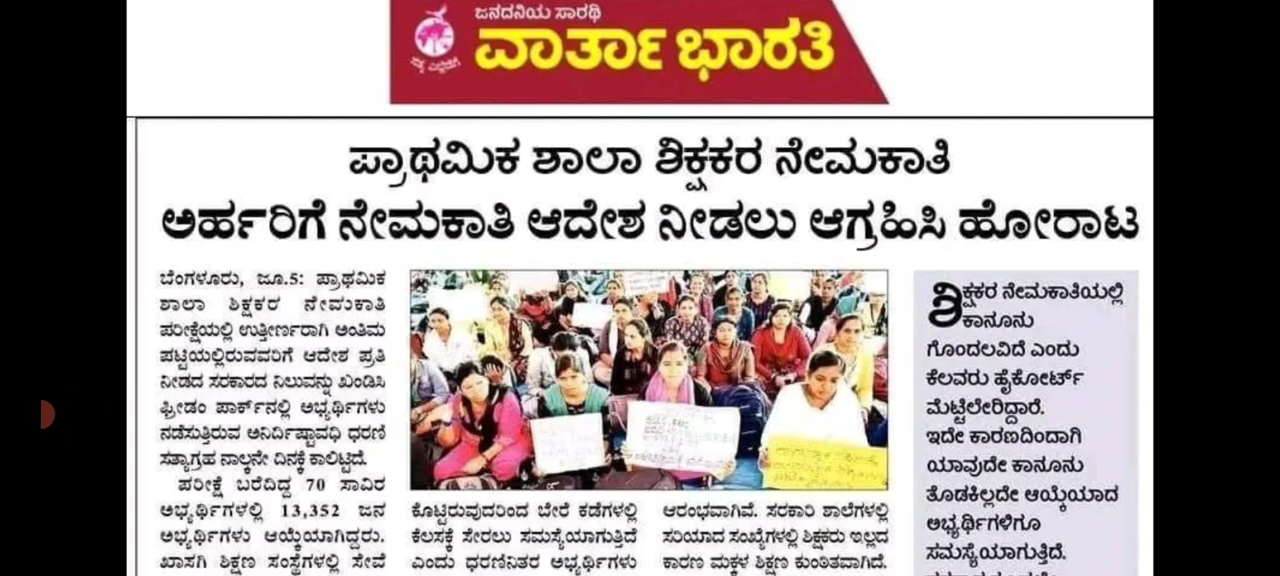 ಜನದನಿಯ ಸಾರಥಿ
ವಾರ್ತಾ ಭಾರತಿ
ಪ್ರಾಥಮಿಕ ಶಾಲಾ ಶಿಕ್ಷಕರ ನೇಮಕಾತಿ
ಅರ್ಹರಿಗೆ ನೇಮಕಾತಿ ಆದೇಶ ನೀಡಲು ಆಗ್ರಹಿಸಿ ಹೋರಾಟ
ಬೆಂಗಳೂರು, ಜೂ.5: ಪ್ರಾಥಮಿಕ
ಶಾಲಾ ಶಿಕ್ಷಕರ ನೇಮಕಾತಿ
ಪರೀಕ್ಷೆಯಲ್ಲಿ ಉತ್ತೀರ್ಣರಾಗಿ ಅಂತಿಮ
ಪಟ್ಟಿಯಲ್ಲಿರುವವರಿಗೆ ಆದೇಶ ಪ್ರತಿ
ನೀಡದ ಸರಕಾರದ ನಿಲುವನ್ನು ಖಂಡಿಸಿ
ಫ್ರೀಡಂ ಪಾರ್ಕ್‌ನಲ್ಲಿ ಅಭ್ಯರ್ಥಿಗಳು
ನಡೆಸುತ್ತಿರುವ ಅನಿರ್ದಿಷ್ಟಾವಧಿ ಧರಣಿ
ಸತ್ಯಾಗ್ರಹ ನಾಲ್ಕನೇ ದಿನಕ್ಕೆ ಕಾಲಿಟ್ಟಿದೆ.
ಪರೀಕ್ಷೆ ಬರೆದಿದ್ದ 70 ಸಾವಿರ
ಅಭ್ಯರ್ಥಿಗಳಲ್ಲಿ 13,352 ಜನ
ಅಭ್ಯರ್ಥಿಗಳು ಆಯ್ಕೆಯಾಗಿದ್ದರು.
ಖಾಸಗಿ ಶಿಕ್ಷಣ ಸಂಸ್ಥೆಗಳಲ್ಲಿ ಸೇವೆ
ಕೊಟ್ಟಿರುವುದರಿಂದ ಬೇರೆ ಕಡೆಗಳಲ್ಲಿ
ಕೆಲಸಕ್ಕೆ ಸೇರಲು ಸಮಸ್ಯೆಯಾಗುತ್ತಿದೆ
ಎಂದು ಧರಣಿನಿತರ ಅಭ್ಯರ್ಥಿಗಳು
ಆರಂಭವಾಗಿವೆ. ಸರಕಾರಿ ಶಾಲೆಗಳಲ್ಲಿ
ಸರಿಯಾದ ಸಂಖ್ಯೆಗಳಲ್ಲಿ ಶಿಕ್ಷಕರು ಇಲ್ಲದ
ಕಾರಣ ಮಕ್ಕಳ ಶಿಕ್ಷಣ ಕುಂಠಿತವಾಗಿದೆ.
ಶಿಕ್ಷಕರ ನೇಮಕಾತಿಯಲ್ಲಿ
ಕಾನೂನು
ಗೊಂದಲವಿದೆ ಎಂದು
ಕೆಲವರು ಹೈಕೋರ್ಟ್
ಮೆಟ್ಟಿಲೇರಿದ್ದಾರೆ.
ಇದೇ ಕಾರಣದಿಂದಾಗಿ
ಯಾವುದೇ ಕಾನೂನು
ತೊಡಕಿಲ್ಲದೇ ಆಯ್ಕೆಯಾದ
ಅಭ್ಯರ್ಥಿಗಳಿಗೂ
ಸಮಸ್ಯೆಯಾಗುತ್ತಿದೆ.